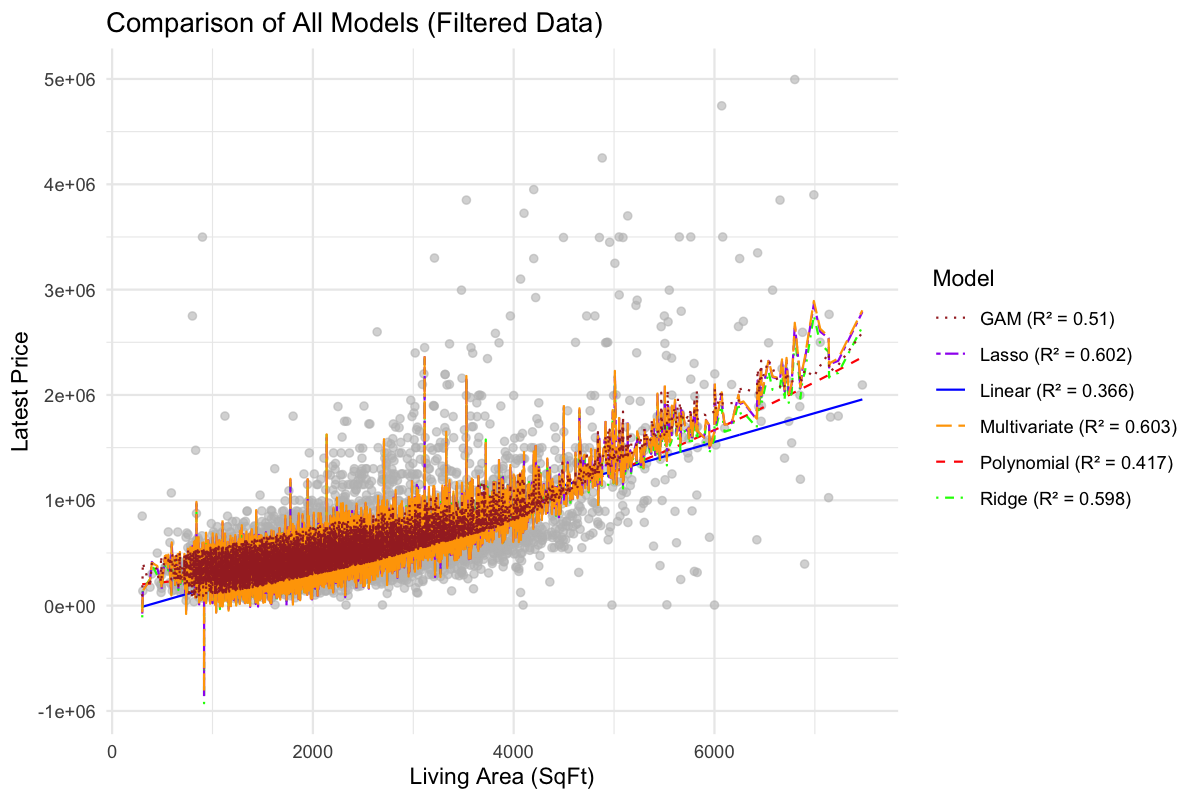 Comparison of All Models (Filtered Data)
5e+06
4e+06
3e+06
2e+06
1e+06
0e+00
-1e+06
Latest Price
0
2000
4000
6000
Living Area (SqFt)
Model
GAM (R² = 0.51)
Lasso (R² = 0.602)
Linear (R² = 0.366)
Multivariate (R² = 0.603)
Polynomial (R² = 0.417)
Ridge (R² = 0.598)